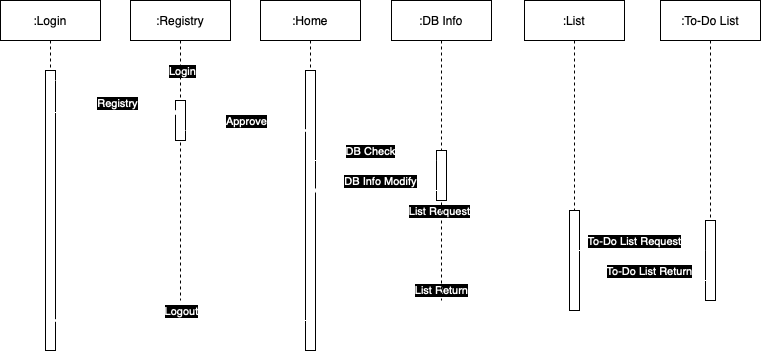 :Login
:Registry
:Home
:DB Info
:List
:To-Do List
Login
Registry
Approve
DB Check
DB Info Modify
List Request
To-Do List Request
To-Do List Return
List Return
Logout